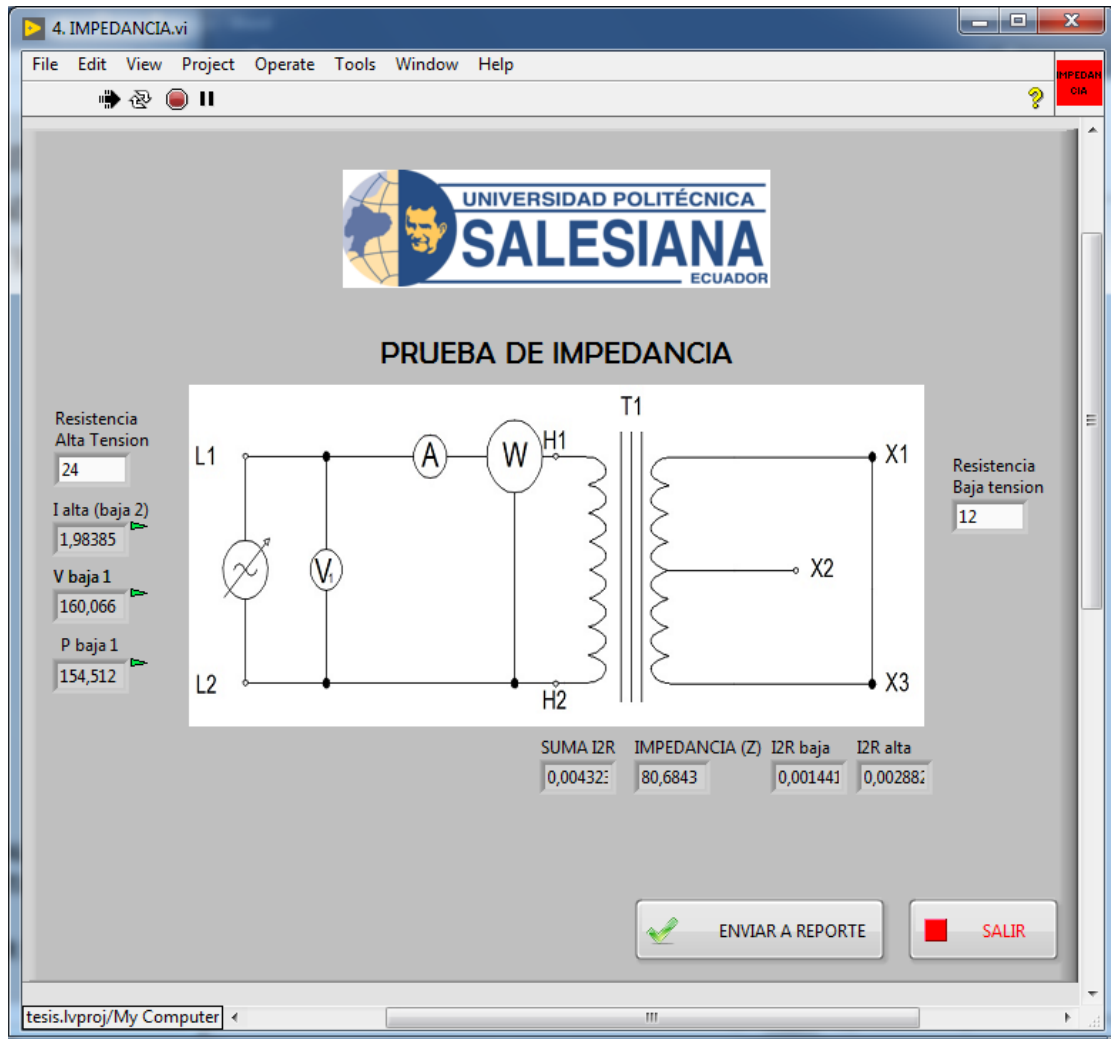 4. IMPEDANCIA.vi
File Edit View Project Operate Tools Window Help
IMPEDAN
CIA
UNIVERSIDAD POLITÉCNICA
SALESIANA
ECUADOR
PRUEBA DE IMPEDANCIA
Resistencia
Alta Tension
24
I alta (baja 2)
1,98385
V baja 1
160,066
P baja 1
154,512
T1
L1
A
W
H1
X1
V1
X2
L2
H2
X3
Resistencia
Baja tension
12
SUMA I2R IMPEDANCIA (Z) I2R baja I2R alta
0,004323 80,6843 0,001441 0,002882
ENVIAR A REPORTE
SALIR
tesis.lvproj/My Computer